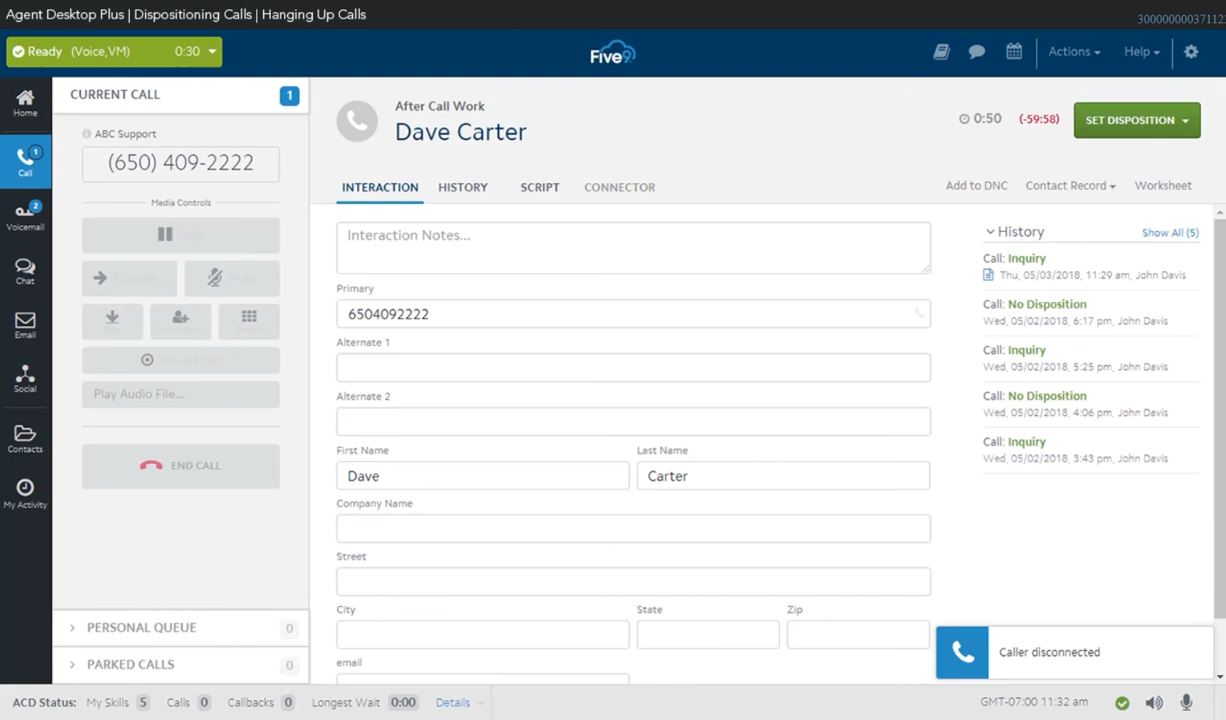 Agent Desktop Plus | Dispositioning Calls | Hanging Up Calls
Ready (Voice,VM) 0:30
Five9
Actions
Help
Home
Call 1
Voicemail 2
Chat
Email
Social
Contacts
My Activity
CURRENT CALL 1
ABC Support
(650) 409-2222
Media Controls
Play Audio File...
END CALL
PERSONAL QUEUE 0
PARKED CALLS 0
After Call Work
Dave Carter
0:50 (-59:58) SET DISPOSITION
INTERACTION HISTORY SCRIPT CONNECTOR
Add to DNC Contact Record Worksheet
Interaction Notes...
Primary
6504092222
Alternate 1
Alternate 2
First Name Last Name
Dave Carter
Company Name
Street
City State Zip
email
History Show All (5)
Call: Inquiry
Thu, 05/03/2018, 11:29 am, John Davis
Call: No Disposition
Wed, 05/02/2018, 6:17 pm, John Davis
Call: Inquiry
Wed, 05/02/2018, 5:25 pm, John Davis
Call: No Disposition
Wed, 05/02/2018, 4:06 pm, John Davis
Call: Inquiry
Wed, 05/02/2018, 3:43 pm, John Davis
Caller disconnected
ACD Status: My Skills 5 Calls 0 Callbacks 0 Longest Wait 0:00 Details
GMT-07:00 11:32 am